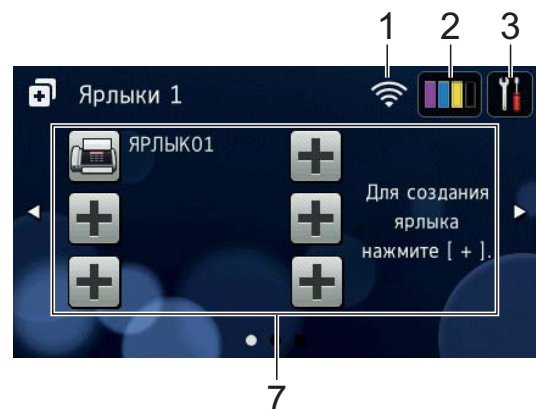 1 2 3
Ярлыки 1
ЯРЛЫК01
Для создания
ярлыка
нажмите [ + ].
7